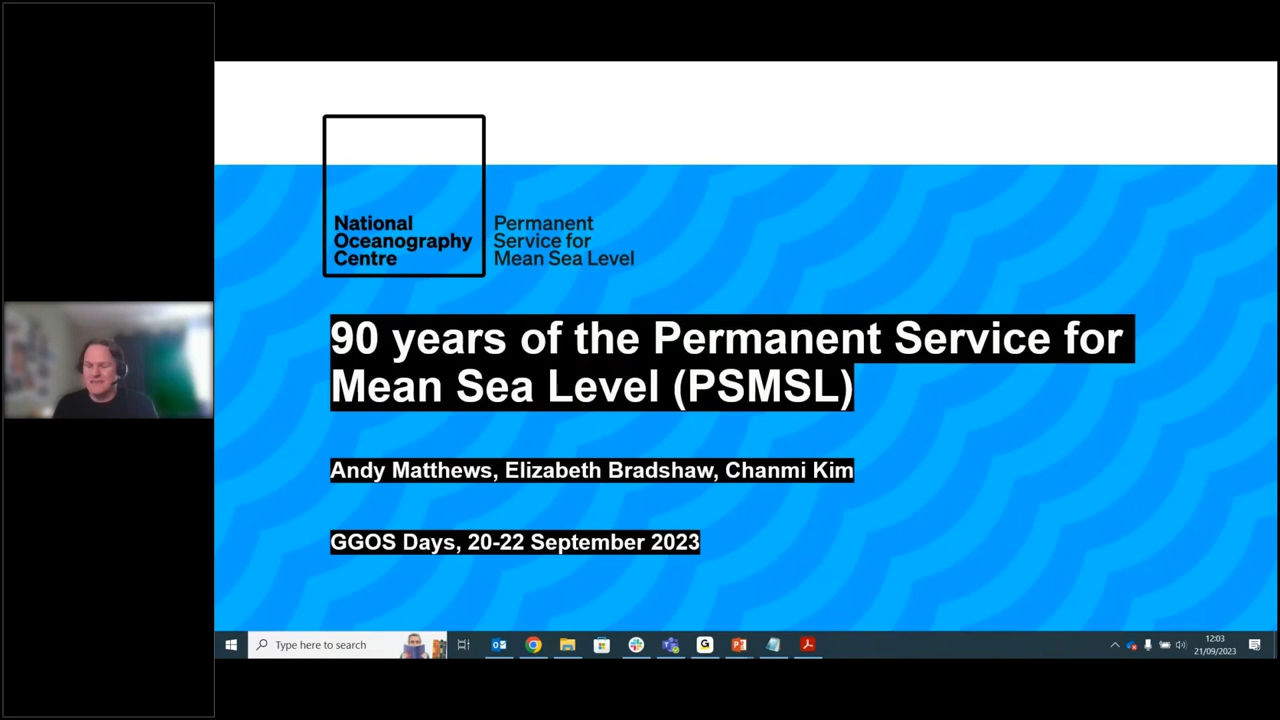 National
Oceanography
Centre
Permanent
Service for
Mean Sea Level
90 years of the Permanent Service for
Mean Sea Level (PSMSL)
Andy Matthews, Elizabeth Bradshaw, Chanmi Kim
GGOS Days, 20-22 September 2023
Type here to search
12:03
21/09/2023